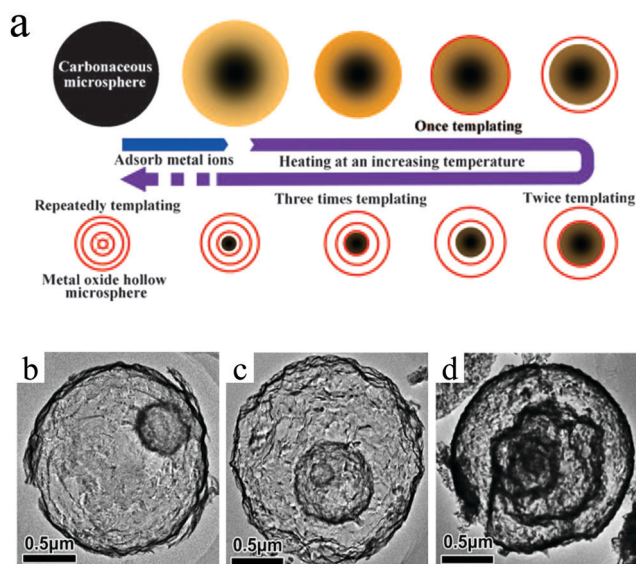 a
Carbonaceous
microsphere
Once templating
Adsorb metal ions
Heating at an increasing temperature
Repeatedly templating
Three times templating
Twice templating
Metal oxide hollow
microsphere
b
c
d
0.5μm
0.5μm
0.5μm